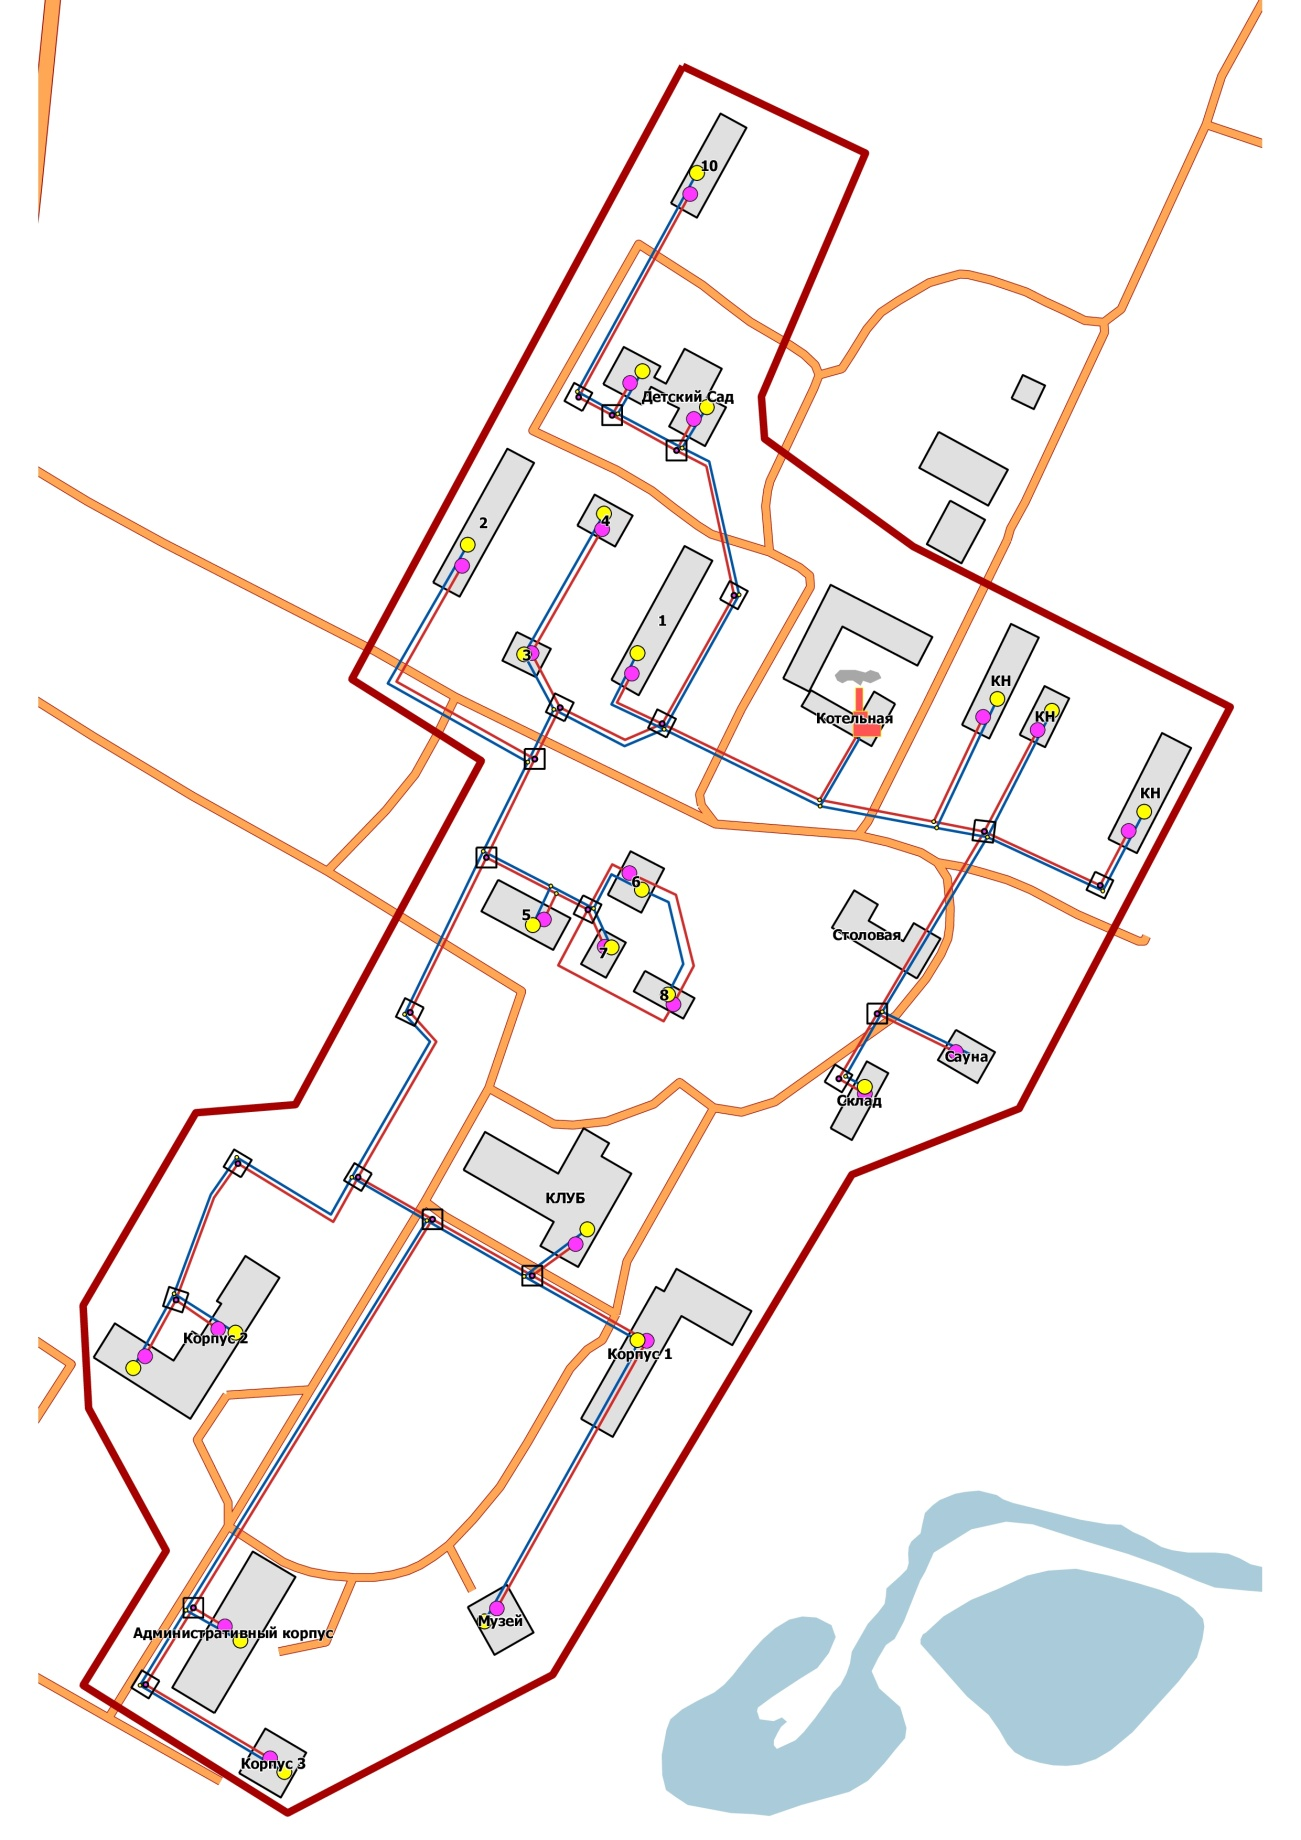 10
Детский Сад
2
4
1
3
КН
КН
Котельная
КН
6
5
Столовая
7
8
Сауна
Склад
КЛУБ
Корпус 2
Корпус 1
Музей
Административный корпус
Корпус 3